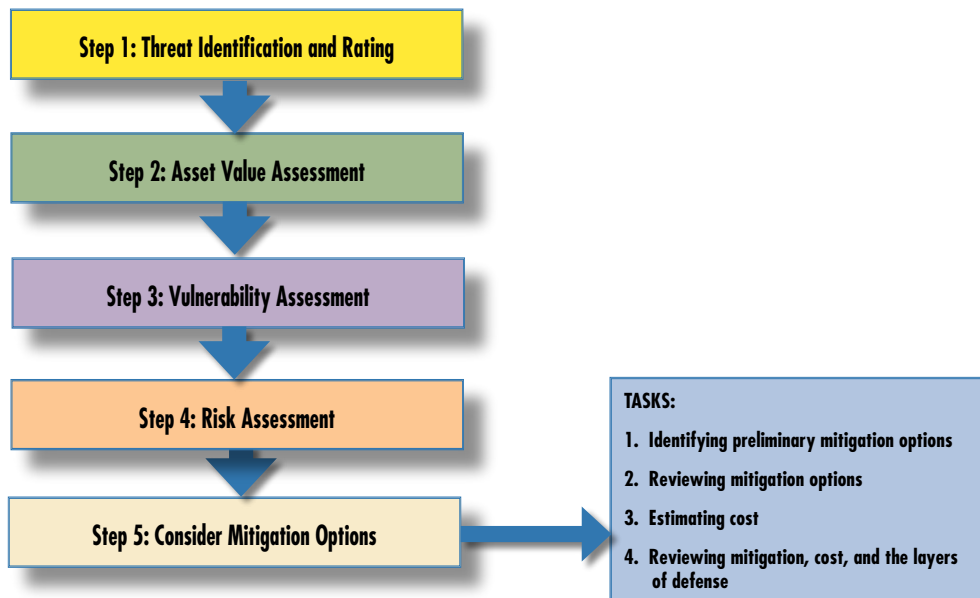 Step 1: Threat Identification and Rating
Step 2: Asset Value Assessment
Step 3: Vulnerability Assessment
Step 4: Risk Assessment
Step 5: Consider Mitigation Options
TASKS:
1. Identifying preliminary mitigation options
2. Reviewing mitigation options
3. Estimating cost
4. Reviewing mitigation, cost, and the layers
of defense